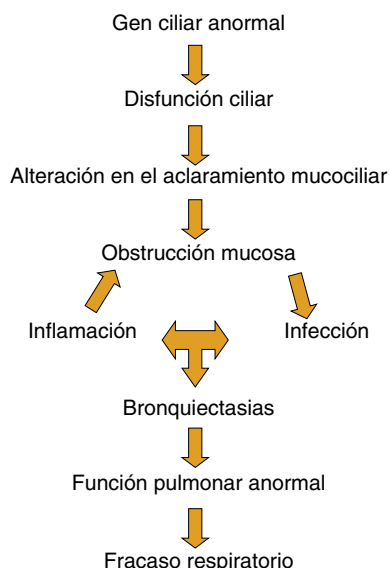 Gen ciliar anormal
Disfunción ciliar
Alteración en el aclaramiento mucociliar
Obstrucción mucosa
Inflamación
Infección
Bronquiectasias
Función pulmonar anormal
Fracaso respiratorio